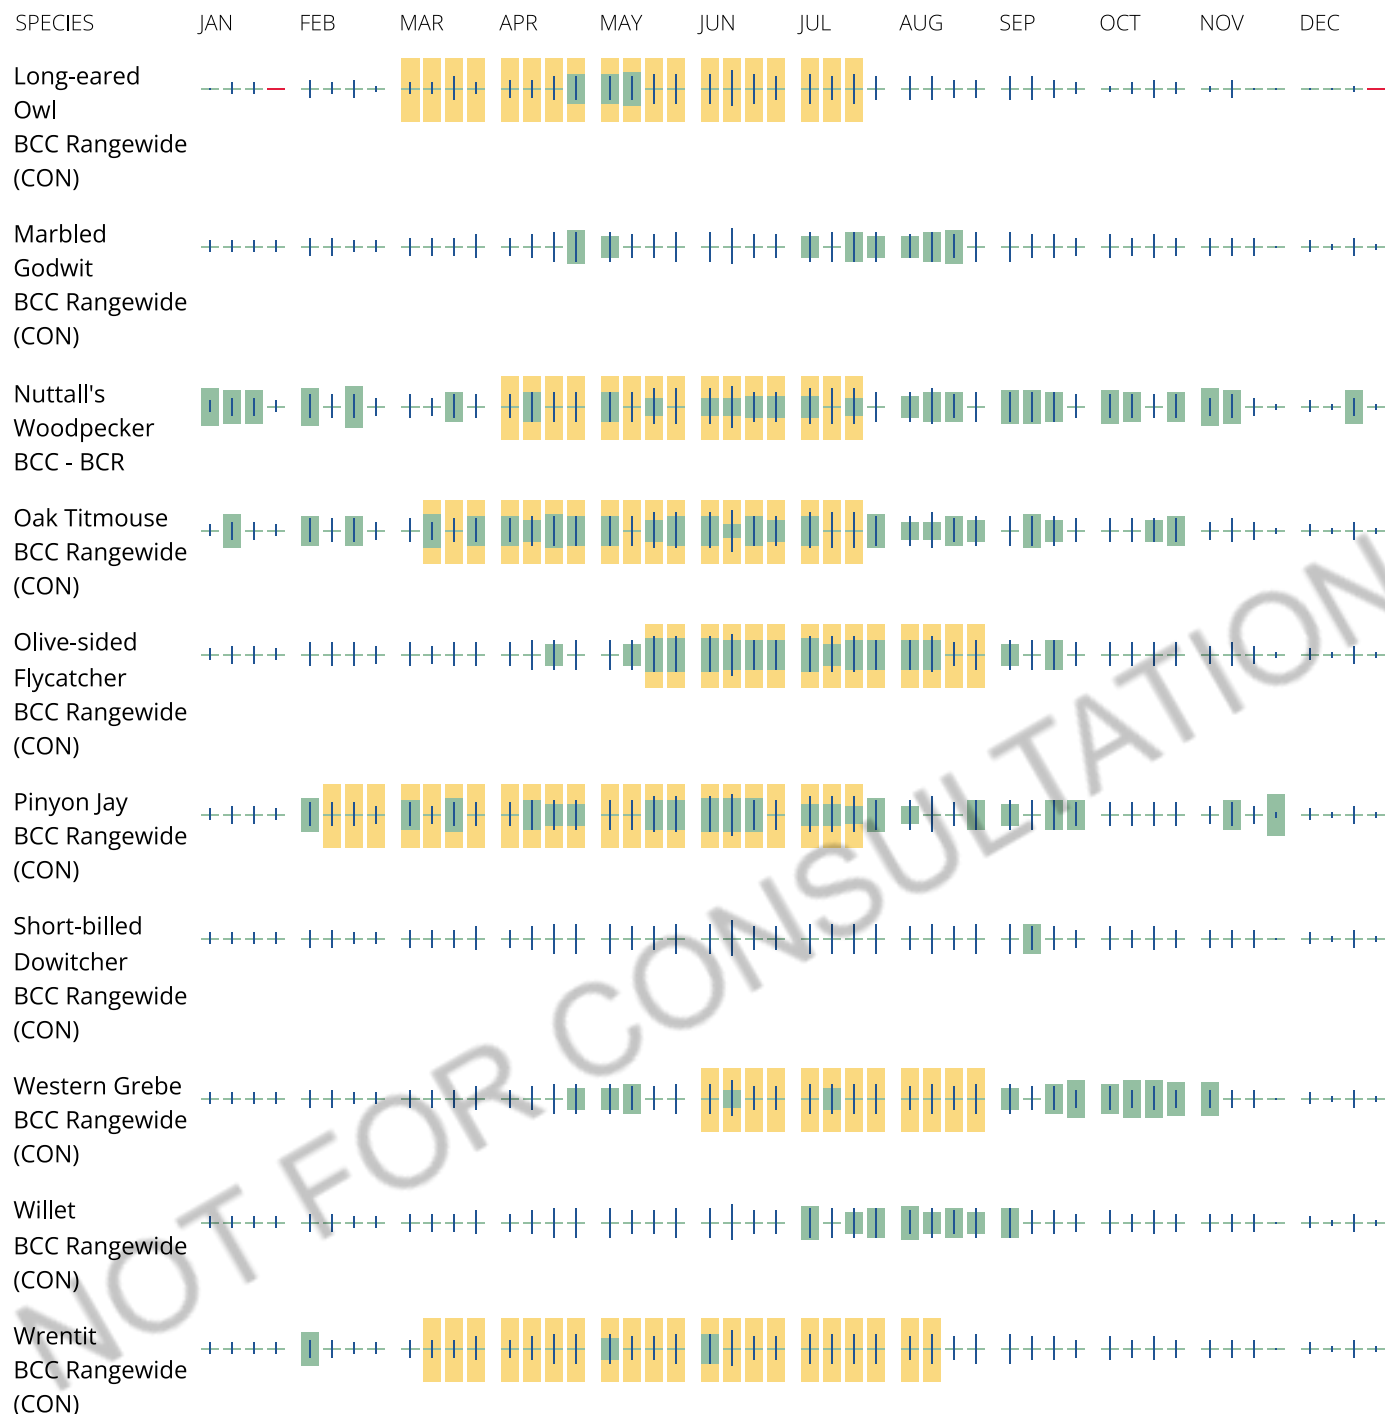 SPECIES JAN FEB MAR APR MAY JUN JUL AUG SEP OCT NOV DEC
Long-eared
Owl
BCC Rangewide
(CON)
Marbled
Godwit
BCC Rangewide
(CON)
Nuttall's
Woodpecker
BCC - BCR
Oak Titmouse
BCC Rangewide
(CON)
Olive-sided
Flycatcher
BCC Rangewide
(CON)
Pinyon Jay
BCC Rangewide
(CON)
Short-billed
Dowitcher
BCC Rangewide
(CON)
Western Grebe
BCC Rangewide
(CON)
Willet
BCC Rangewide
(CON)
Wrentit
BCC Rangewide
(CON)
NOT FOR CONSULTATION